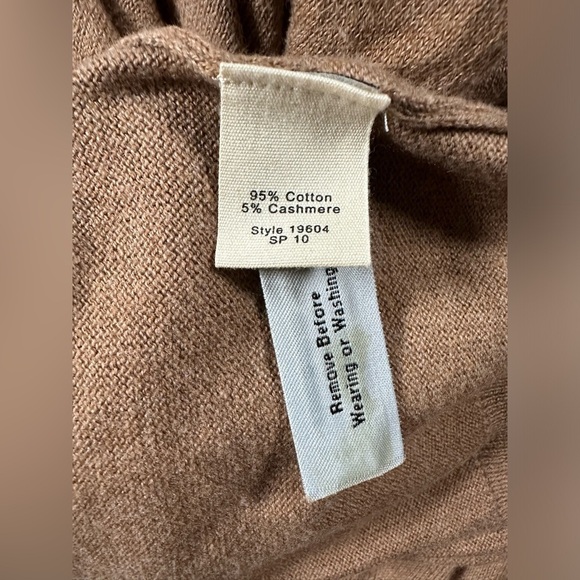 95% Cotton
5% Cashmere
Style 19604
SP 10
Remove Before
Wearing or Washing